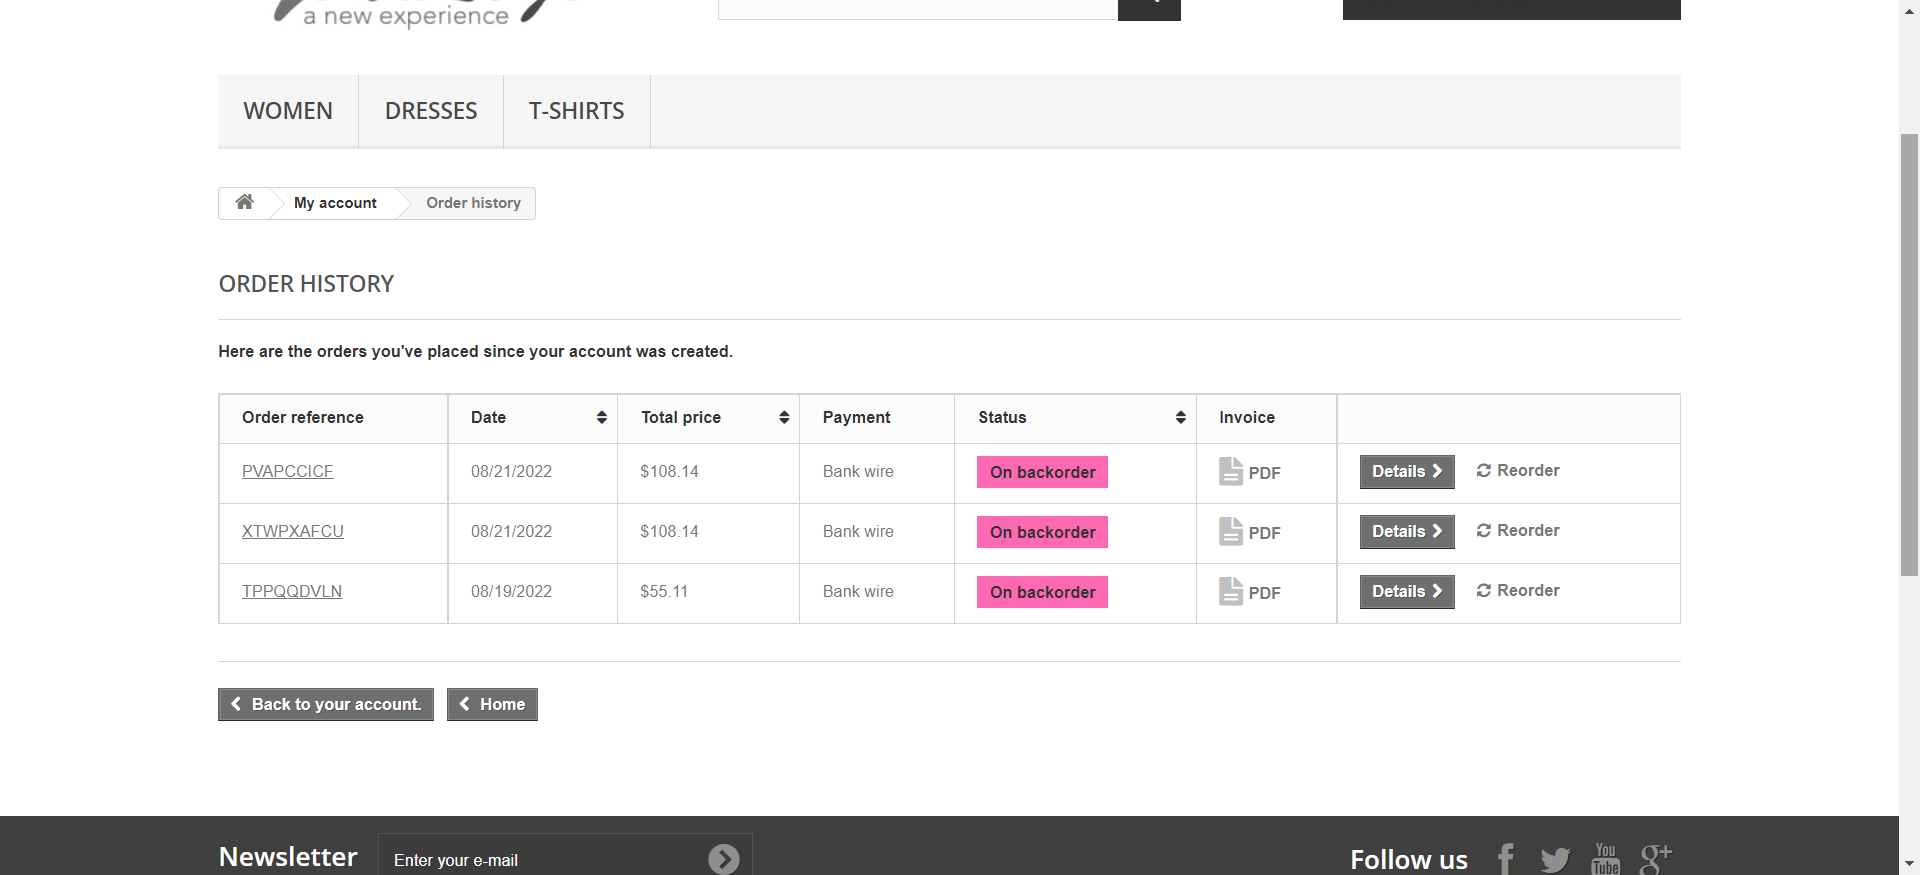 a new experience
WOMEN DRESSES T-SHIRTS
My account Order history
ORDER HISTORY
Here are the orders you've placed since your account was created.
Order reference Date Total price Payment Status Invoice
PVAPCCICF 08/21/2022 $108.14 Bank wire On backorder PDF Details Reorder
XTWPXAFCU 08/21/2022 $108.14 Bank wire On backorder PDF Details Reorder
TPPQQDVLN 08/19/2022 $55.11 Bank wire On backorder PDF Details Reorder
Back to your account. Home
Newsletter Enter your e-mail Follow us You Tube g+